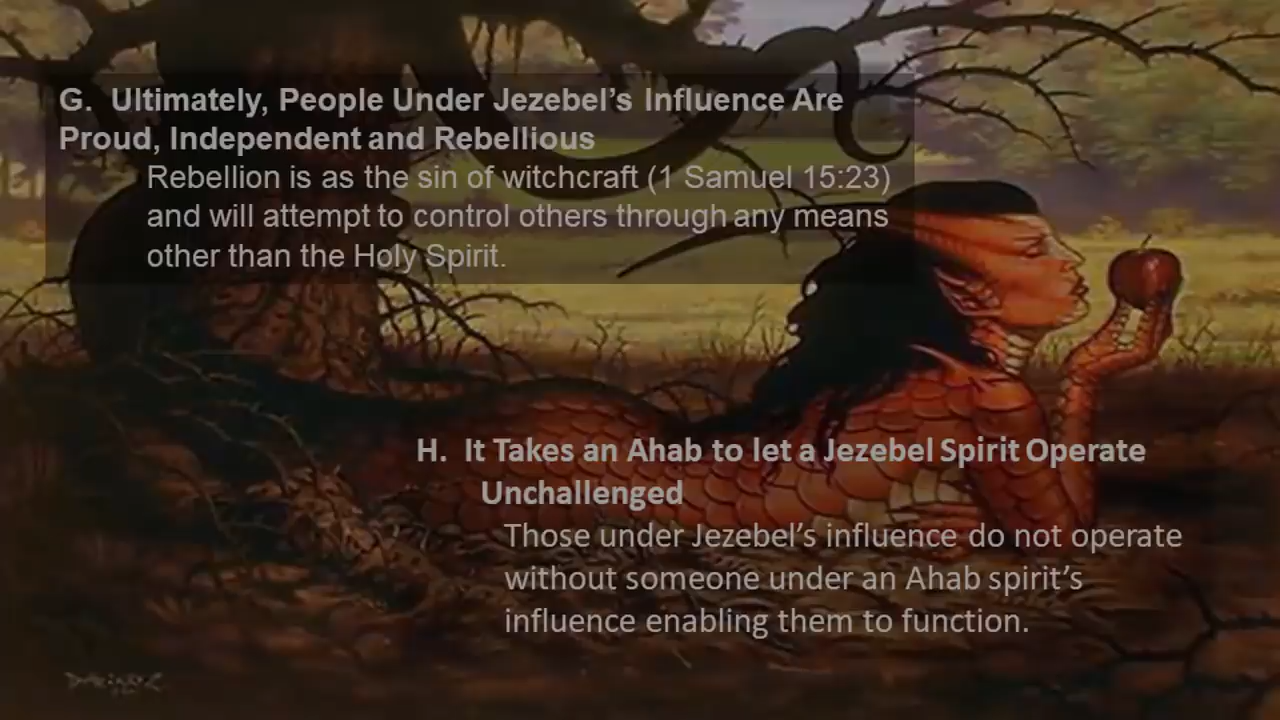 G. Ultimately, People Under Jezebel’s Influence Are
Proud, Independent and Rebellious
Rebellion is as the sin of witchcraft (1 Samuel 15:23)
and will attempt to control others through any means
other than the Holy Spirit.
H. It Takes an Ahab to let a Jezebel Spirit Operate
Unchallenged
Those under Jezebel’s influence do not operate
without someone under an Ahab spirit’s
influence enabling them to function.